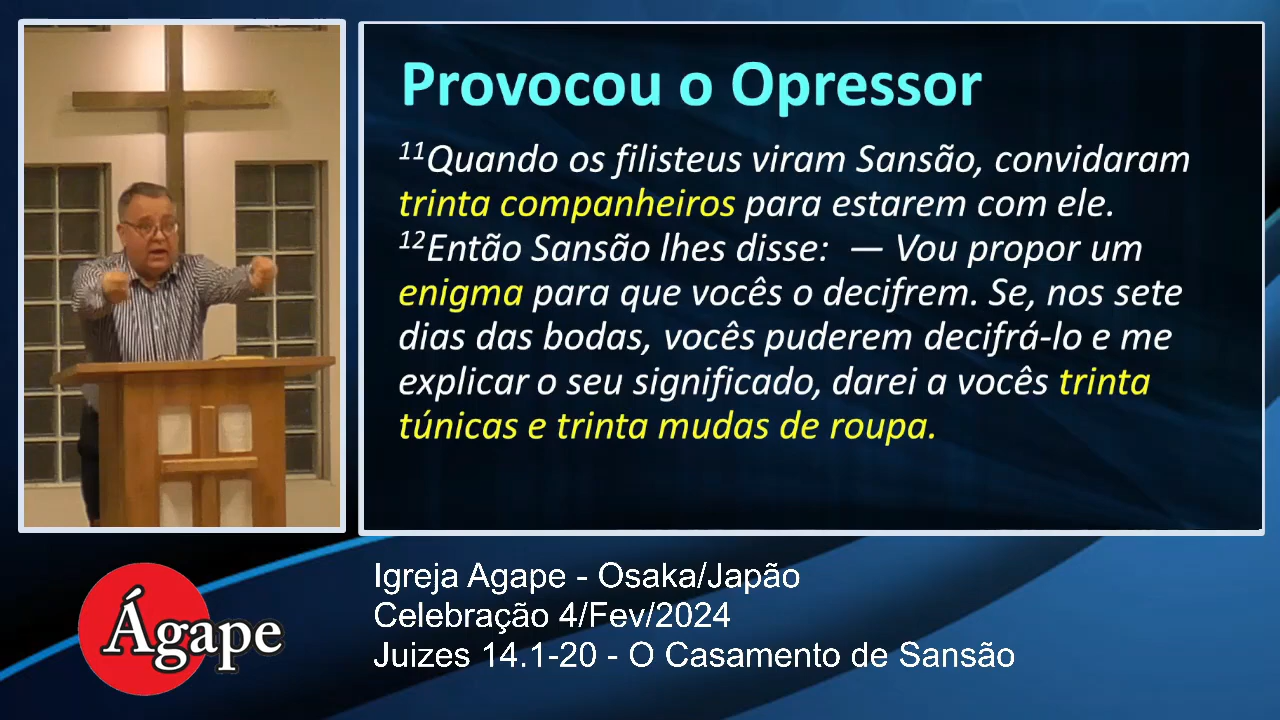 Provocou o Opressor
11Quando os filisteus viram Sansão, convidaram
trinta companheiros para estarem com ele.
12Então Sansão lhes disse: — Vou propor um
enigma para que vocês o decifrem. Se, nos sete
dias das bodas, vocês puderem decifrá-lo e me
explicar o seu significado, darei a vocês trinta
túnicas e trinta mudas de roupa.
Ágape
Igreja Agape - Osaka/Japão
Celebração 4/Fev/2024
Juizes 14.1-20 - O Casamento de Sansão